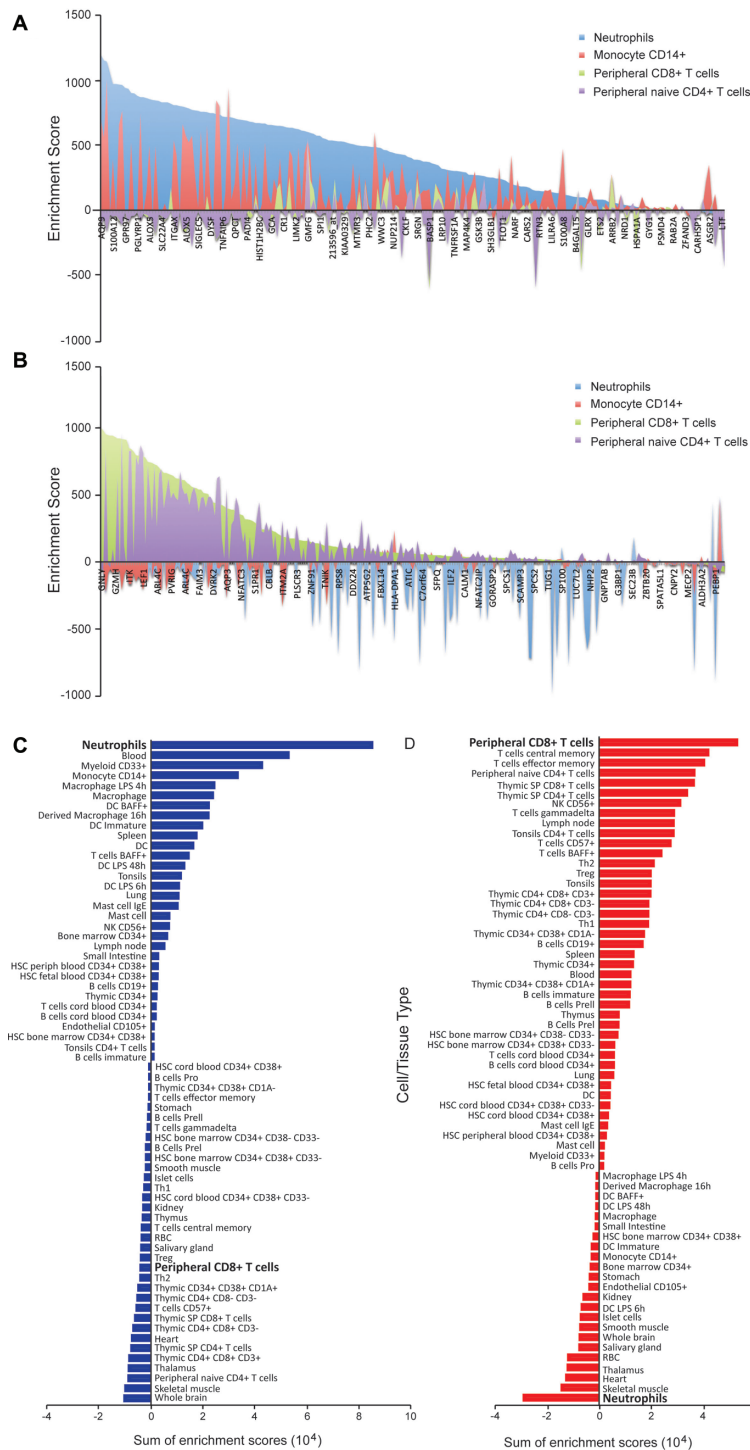 A
1500
1000
500
0
-500
-1000
Enrichment Score
Neutrophils
Monocyte CD14+
Peripheral CD8+ T cells
Peripheral naive CD4+ T cells
AQP9
S100A12
GPR97
PGLYRP1
ALOX5
SLC22A4
ITGAX
ALOX5
SIGLEC5
DYSF
TNFAIP6
QPCT
PADI4
HIST1H2BC
GCA
CR1
LIMK2
GMFG
SPI1
213596_at
KIAA0329
MTMR3
PHC2
WWC3
NUP214
CKLF
SRGN
BASP1
LRP10
TNFRSF1A
MAP4K4
GSK3B
SH3GLB1
FLOT1
NARF
CARS2
RTN3
LILRA6
S100A8
B4GALT5
GLRX
ETS2
ARRB2
NRD1
HSPA1A
GYG1
PSMD4
RAB2A
ZFAND3
CARHSP1
ASGR2
LTF
B
1500
1000
500
0
-500
-1000
Enrichment Score
Neutrophils
Monocyte CD14+
Peripheral CD8+ T cells
Peripheral naive CD4+ T cells
GNLY
GZMH
ITK
LEF1
ARL4C
PVRIG
ARL4C
FAIM3
DYRK2
AQP3
NFATC3
S1PR1
CBLB
ITM2A
PLSCR3
ZNF91
TNIK
RPS8
DDX24
ATP5G2
FBXL14
HLA-DPA1
ATIC
C7orf64
SFPQ
ILF2
CALM1
NFATC2IP
GORASP2
SPCS1
SCAMP3
SPCS2
TUG1
SP100
LUC7L2
NHP2
GNPTAB
G3BP1
SEC23B
ZBTB20
SPATA5L1
CNPY2
MECP2
ALDH3A2
PEBP1
C
Neutrophils
Blood
Myeloid CD33+
Monocyte CD14+
Macrophage LPS 4h
Macrophage
DC BAFF+
Derived Macrophage 16h
DC Immature
Spleen
DC
T cells BAFF+
DC LPS 48h
Tonsils
DC LPS 6h
Lung
Mast cell IgE
Mast cell
NK CD56+
Bone marrow CD34+
Lymph node
Small Intestine
HSC periph blood CD34+ CD38+
HSC fetal blood CD34+ CD38+
B cells CD19+
Thymic CD34+
T cells cord blood CD34+
B cells cord blood CD34+
Endothelial CD105+
HSC bone marrow CD34+ CD38+
Tonsils CD4+ T cells
B cells immature
HSC cord blood CD34+ CD38+
B cells Pro
Thymic CD34+ CD38+ CD1A-
T cells effector memory
Stomach
B cells PreII
T cells gammadelta
HSC bone marrow CD34+ CD38- CD33-
B Cells PreI
HSC bone marrow CD34+ CD38+ CD33-
Smooth muscle
Islet cells
Th1
HSC cord blood CD34+ CD38+ CD33-
Kidney
Thymus
T cells central memory
RBC
Salivary gland
Treg
Peripheral CD8+ T cells
Th2
Thymic CD34+ CD38+ CD1A+
Thymic CD4+ CD8- CD3-
T cells CD57+
Thymic SP CD8+ T cells
Thymic CD4+ CD8+ CD3-
Heart
Thymic SP CD4+ T cells
Thymic CD4+ CD8+ CD3+
Thalamus
Peripheral naive CD4+ T cells
Skeletal muscle
Whole brain
-4 -2 0 2 4 6 8 10
Sum of enrichment scores (10⁴)
D
Cell/Tissue Type
Peripheral CD8+ T cells
T cells central memory
T cells effector memory
Peripheral naive CD4+ T cells
Thymic SP CD8+ T cells
Thymic SP CD4+ T cells
NK CD56+
T cells gammadelta
Lymph node
Tonsils CD4+ T cells
T cells CD57+
T cells BAFF+
Th2
Treg
Tonsils
Thymic CD4+ CD8+ CD3+
Thymic CD4+ CD8+ CD3-
Thymic CD4+ CD8- CD3-
Th1
Thymic CD34+ CD38+ CD1A-
B cells CD19+
Spleen
Thymic CD34+
Blood
Thymic CD34+ CD38+ CD1A+
B cells immature
B cells PreII
Thymus
B Cells PreI
HSC bone marrow CD34+ CD38- CD33-
HSC bone marrow CD34+ CD38+ CD33-
T cells cord blood CD34+
B cells cord blood CD34+
Lung
HSC fetal blood CD34+ CD38+
DC
HSC cord blood CD34+ CD38+ CD33-
HSC cord blood CD34+ CD38+
Mast cell IgE
HSC peripheral blood CD34+ CD38+
Mast cell
Myeloid CD33+
B cells Pro
Macrophage LPS 4h
Derived Macrophage 16h
DC BAFF+
DC LPS 48h
Macrophage
Small Intestine
HSC bone marrow CD34+ CD38+
DC Immature
Monocyte CD14+
Bone marrow CD34+
Stomach
Endothelial CD105+
Kidney
DC LPS 6h
Islet cells
Smooth muscle
Whole brain
Salivary gland
RBC
Thalamus
Heart
Skeletal muscle
Neutrophils
-4 -2 0 2 4 6
Sum of enrichment scores (10⁴)